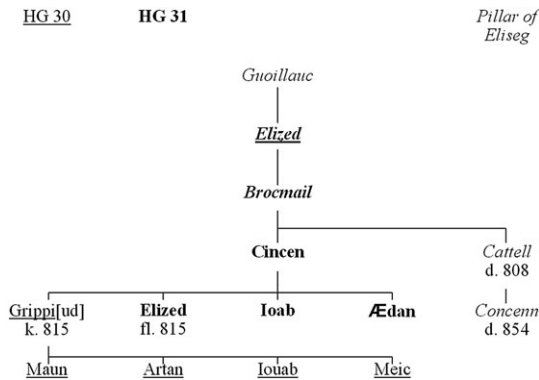 HG 30 HG 31 Pillar of
Eliseg
Guoillauc
Elized
Brocmail
Cincen Cattell
d. 808
Grippi[ud] Elized Ioab Ædan Concenn
k. 815 fl. 815 d. 854
Maun Artan Iouab Meic